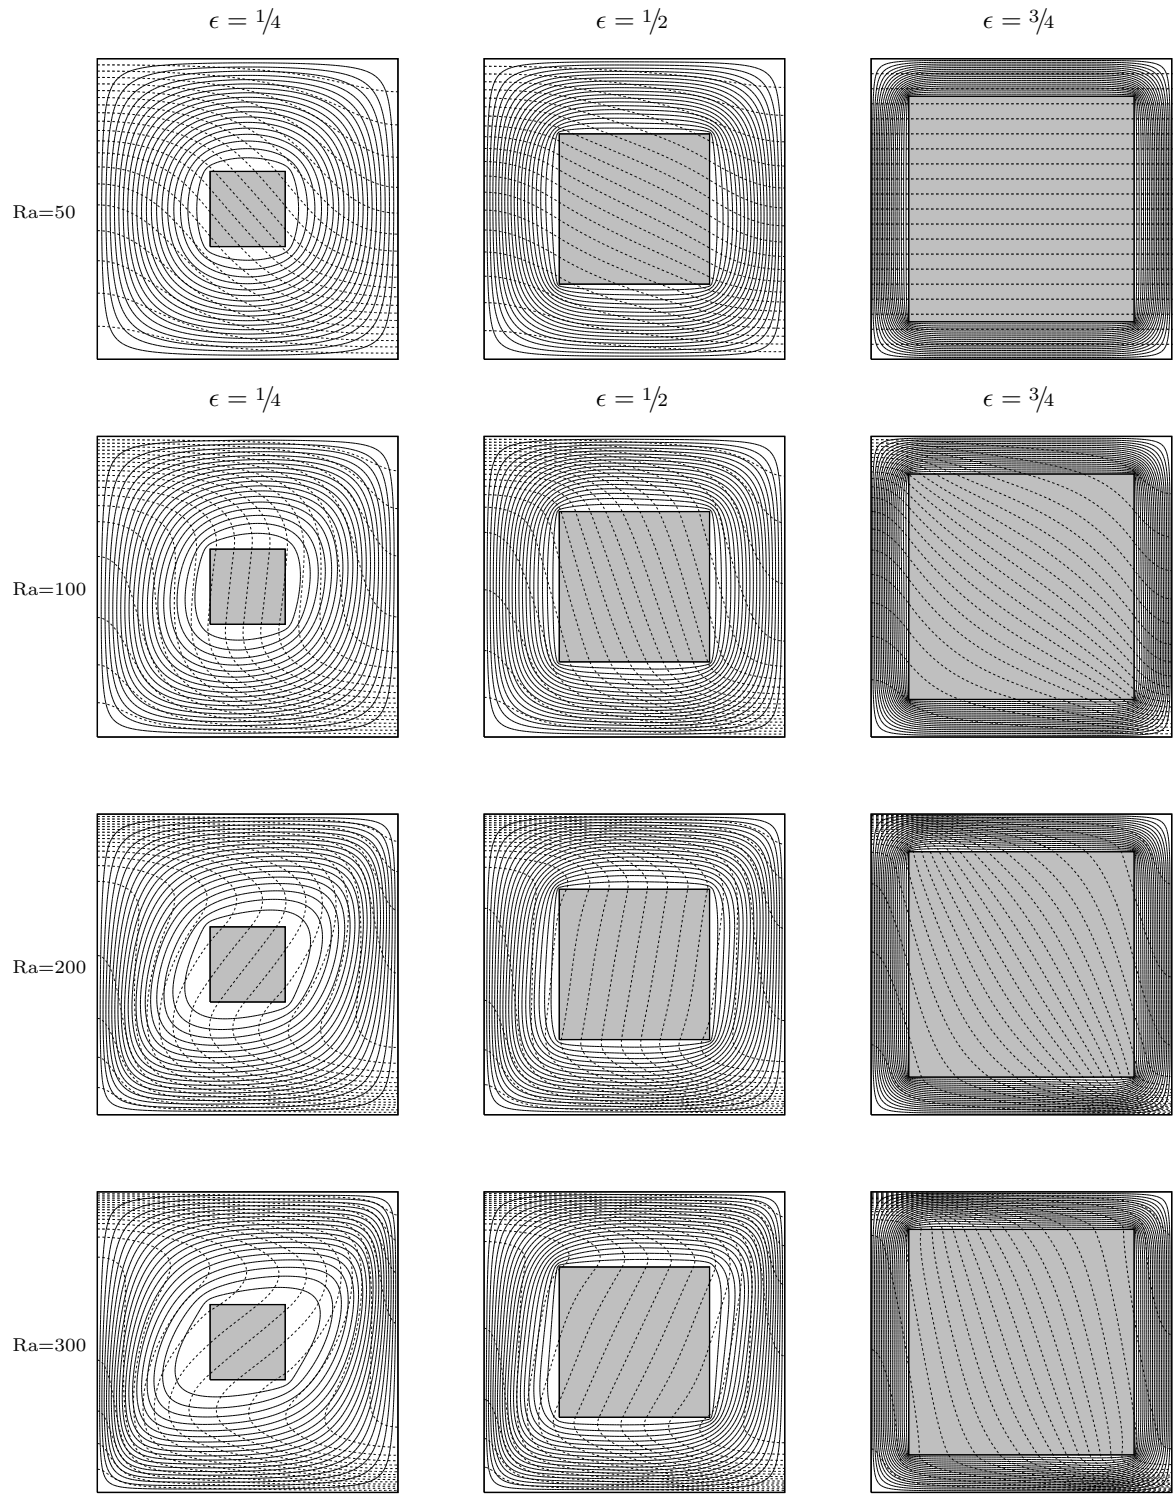 ϵ = 1/4 ϵ = 1/2 ϵ = 3/4
Ra=50
ϵ = 1/4 ϵ = 1/2 ϵ = 3/4
Ra=100
Ra=200
Ra=300